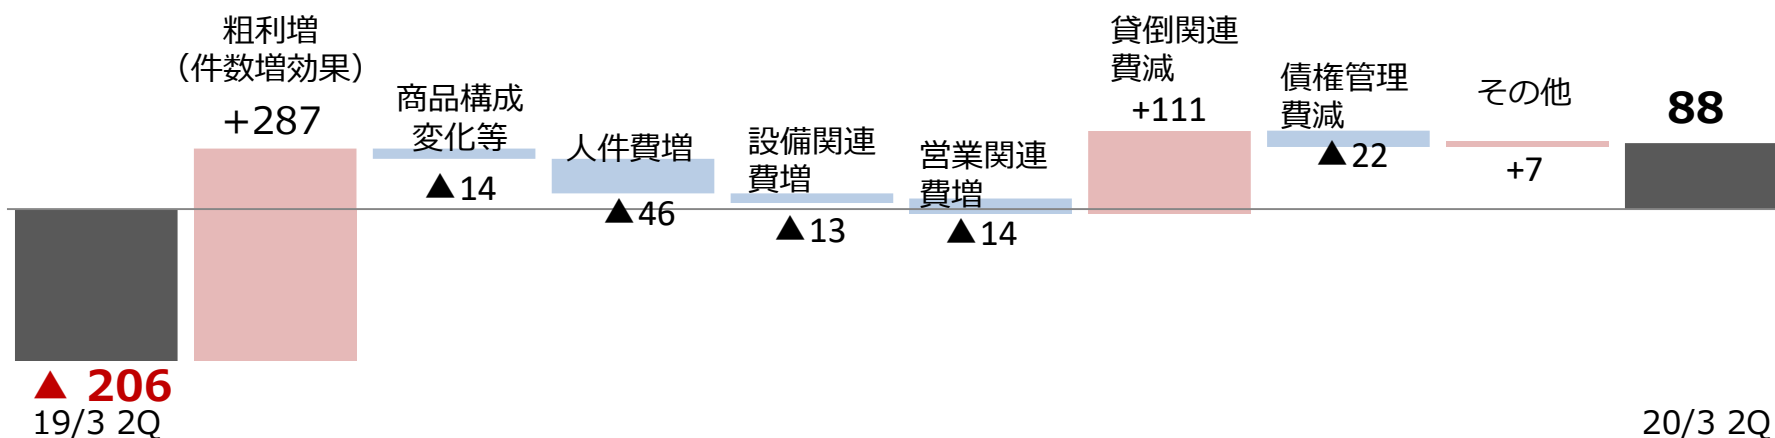 粗利増
（件数増効果）
+287
商品構成
変化等
▲14
人件費増
▲46
設備関連
費増
▲13
営業関連
費増
▲14
貸倒関連
費減
+111
債権管理
費減
▲22
その他
+7
88
▲ 206
19/3 2Q
20/3 2Q